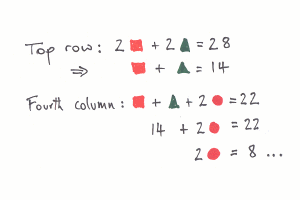 Top row: 2 🟥 + 2 ▲ = 28
⇒ 🟥 + ▲ = 14
Fourth column: 🟥 + ▲ + 2 🔴 = 22
14 + 2 🔴 = 22
2 🔴 = 8 ...